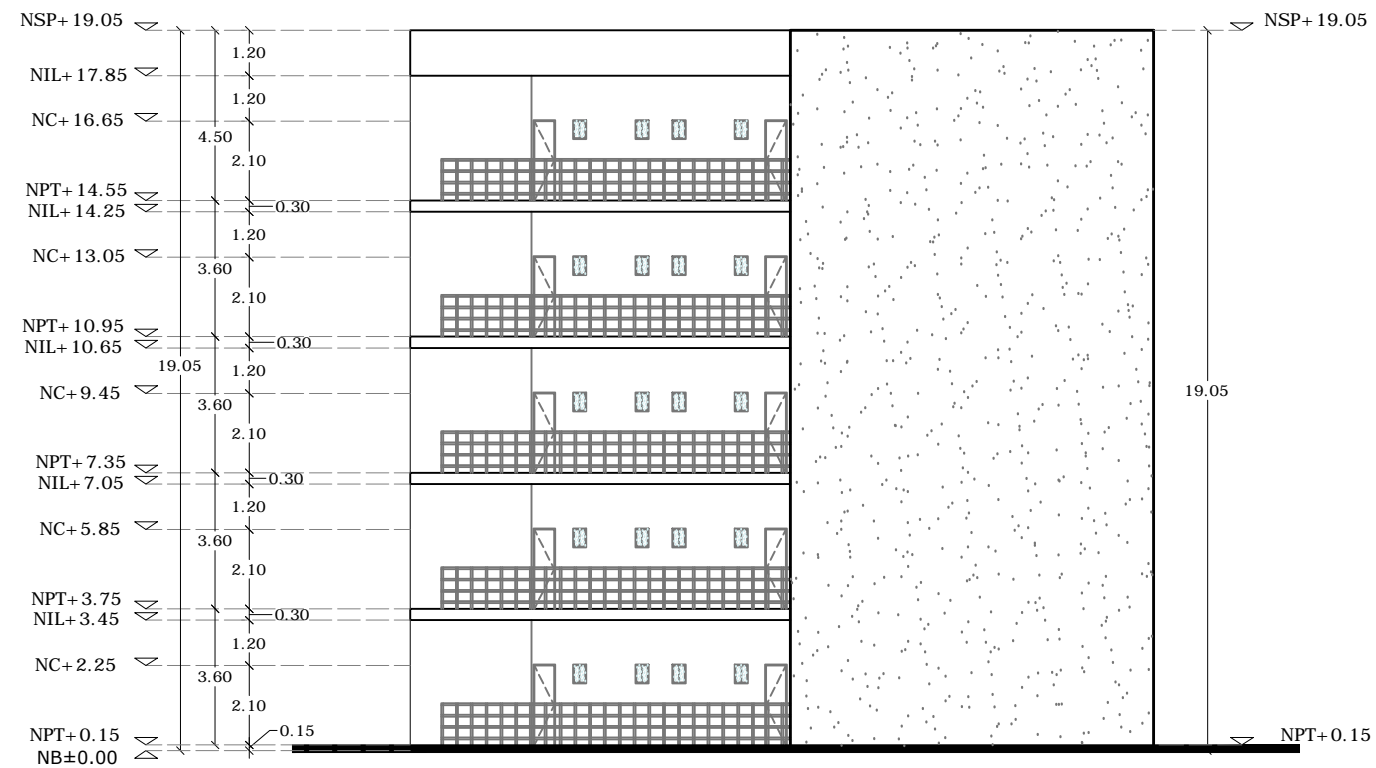 NSP+19.05
NSP+19.05
1.20
NIL+17.85
1.20
NC+16.65
4.50
2.10
NPT+14.55
0.30
NIL+14.25
1.20
NC+13.05
3.60
2.10
NPT+10.95
0.30
NIL+10.65
19.05
1.20
NC+9.45
19.05
3.60
2.10
NPT+7.35
0.30
NIL+7.05
1.20
NC+5.85
3.60
2.10
NPT+3.75
0.30
NIL+3.45
1.20
NC+2.25
3.60
2.10
NPT+0.15
0.15
NPT+0.15
NB±0.00